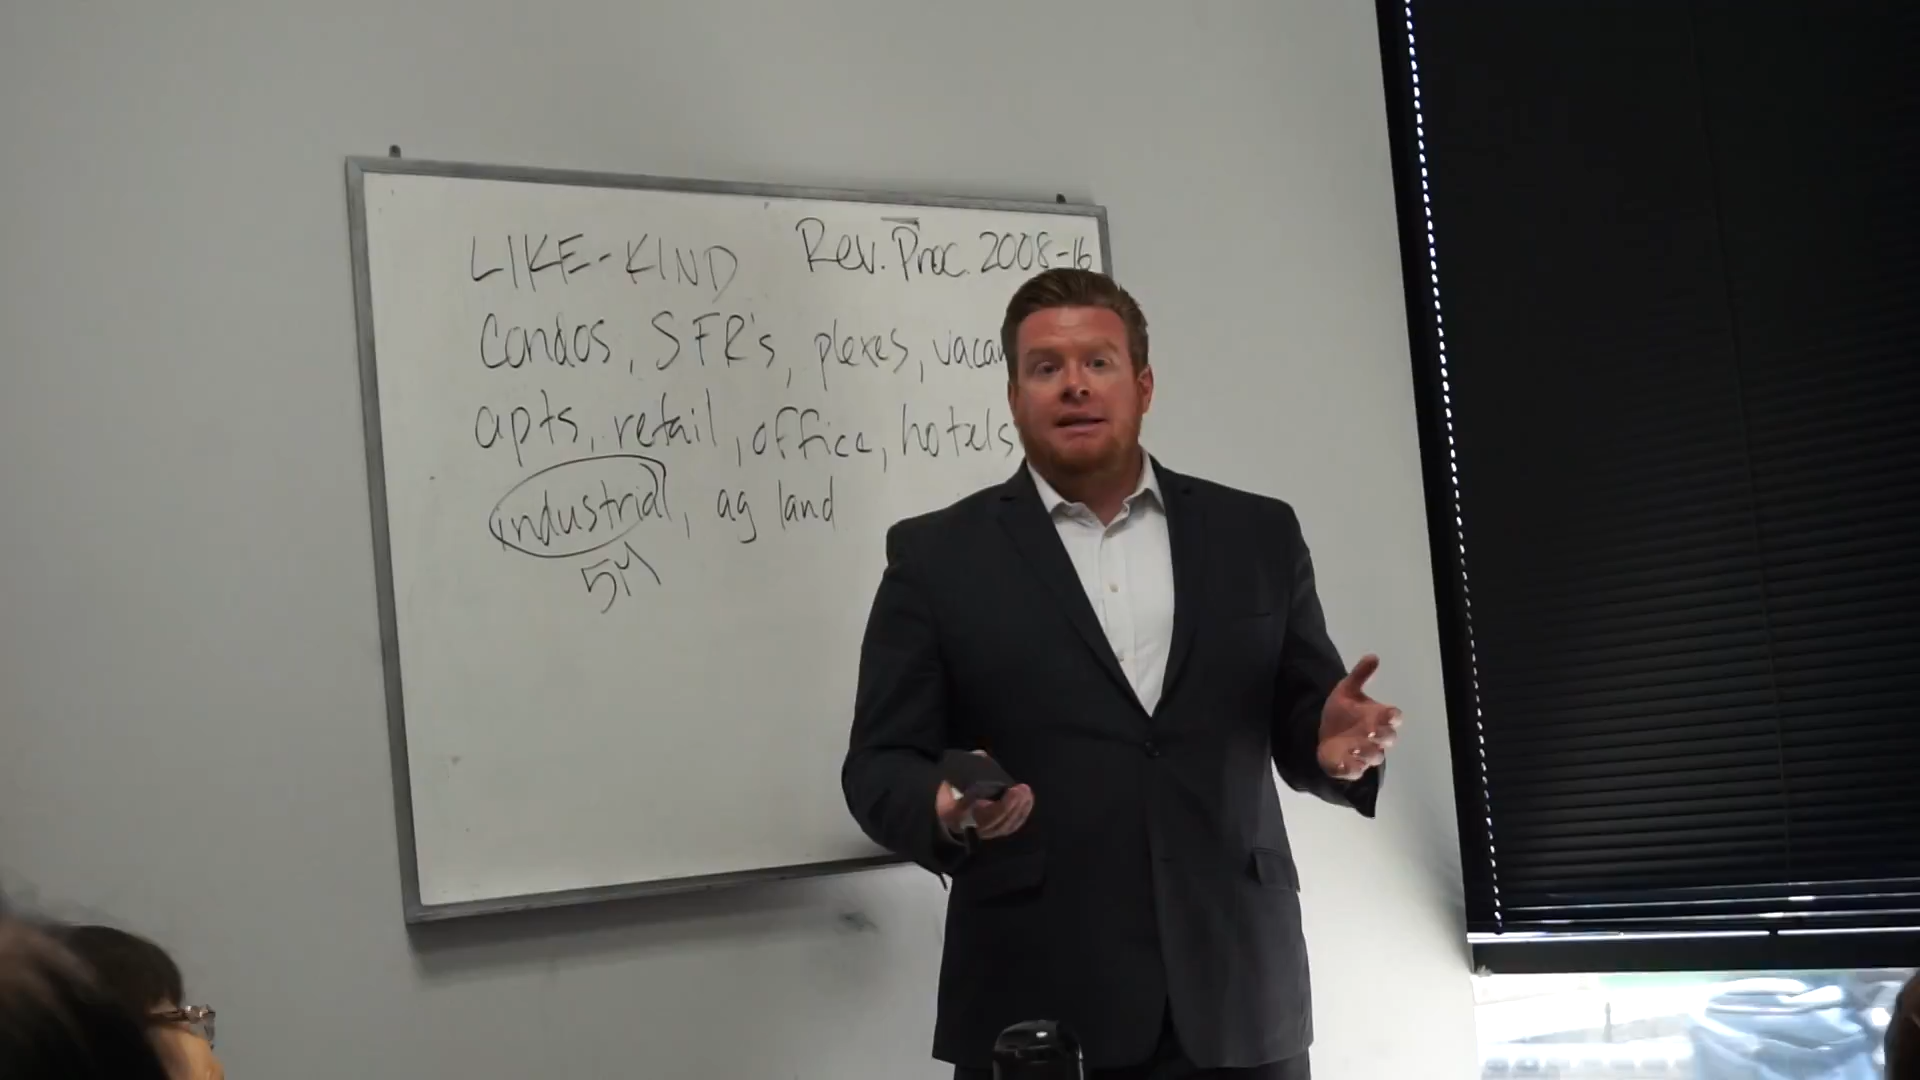 LIKE-KIND Rev. Proc. 2008-16
Condos, SFR's, plexes,
apts, retail, office, hotels
industrial, ag land
5M